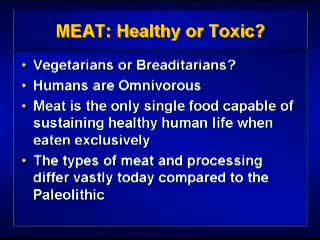 MEAT: Healthy or Toxic?
• Vegetarians or Breaditarians?
• Humans are Omnivorous
• Meat is the only single food capable of
sustaining healthy human life when
eaten exclusively
• The types of meat and processing
differ vastly today compared to the
Paleolithic